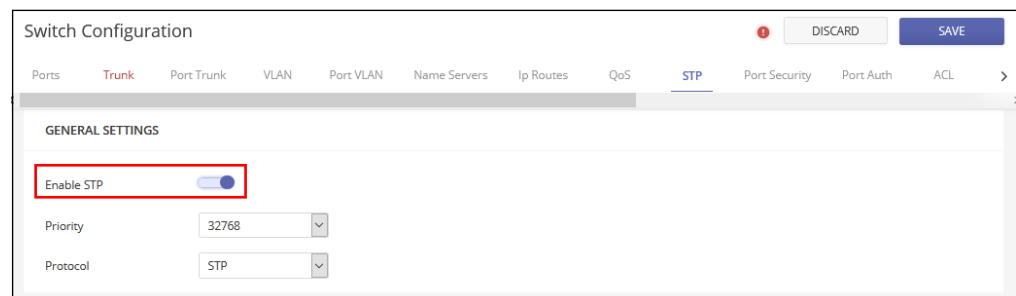 Switch Configuration
DISCARD
SAVE
Ports Trunk Port Trunk VLAN Port VLAN Name Servers Ip Routes QoS STP Port Security Port Auth ACL
GENERAL SETTINGS
Enable STP
Priority 32768
Protocol STP